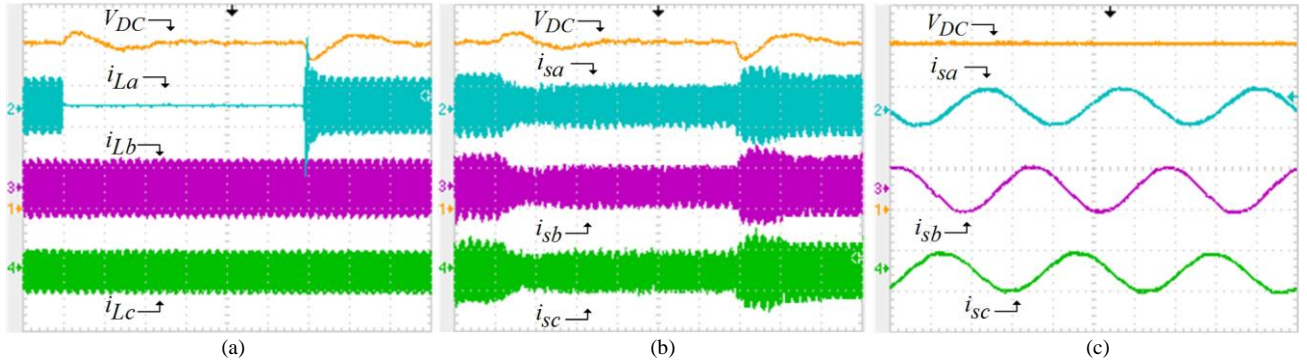 V_DC
i_La
2
i_Lb
3
1
4
i_Lc
(a)
V_DC
i_sa
2
3
1
i_sb
4
i_sc
(b)
V_DC
i_sa
2
3
1
i_sb
4
i_sc
(c)